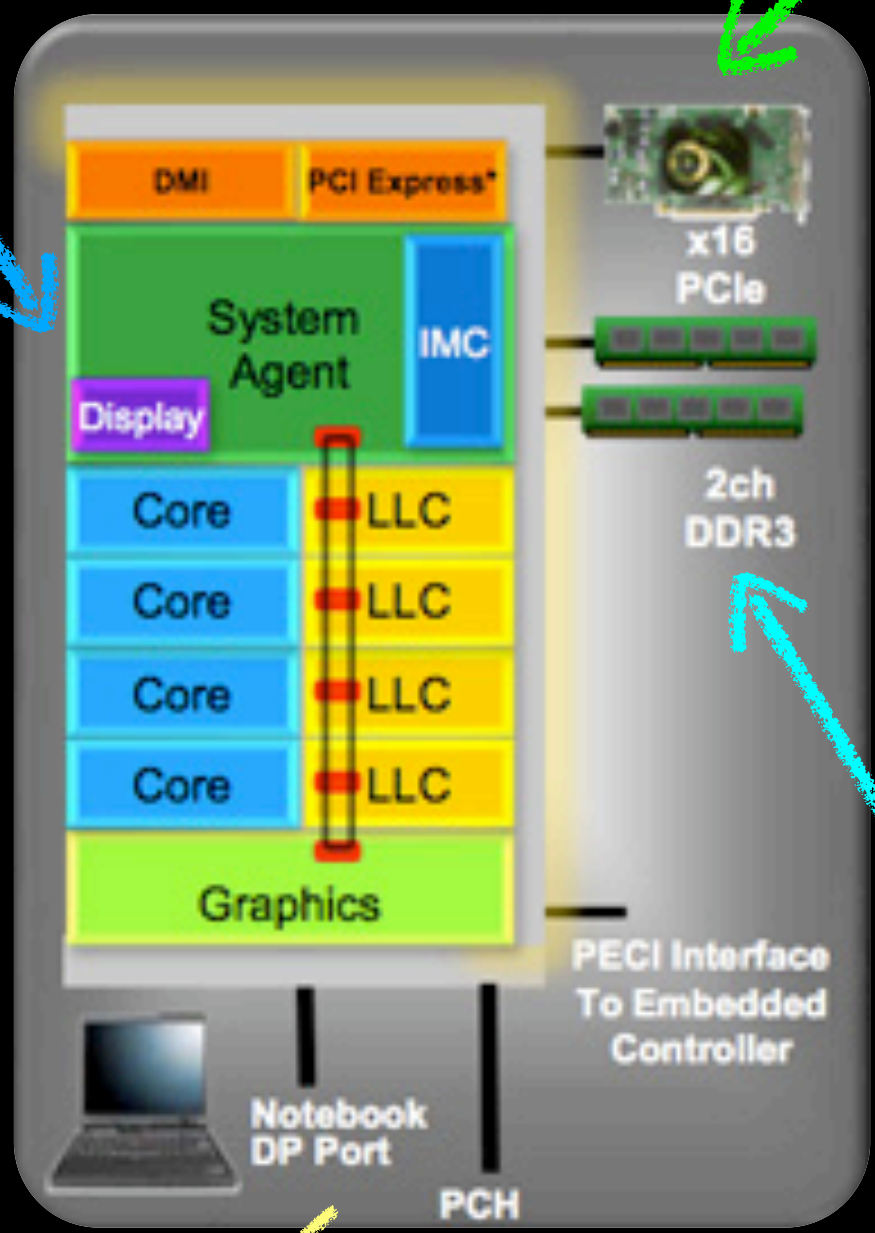 DMI
PCI Express*
x16
PCIe
System
Agent
IMC
Display
2ch
DDR3
Core
LLC
Core
LLC
Core
LLC
Core
LLC
Graphics
PECI Interface
To Embedded
Controller
Notebook
DP Port
PCH